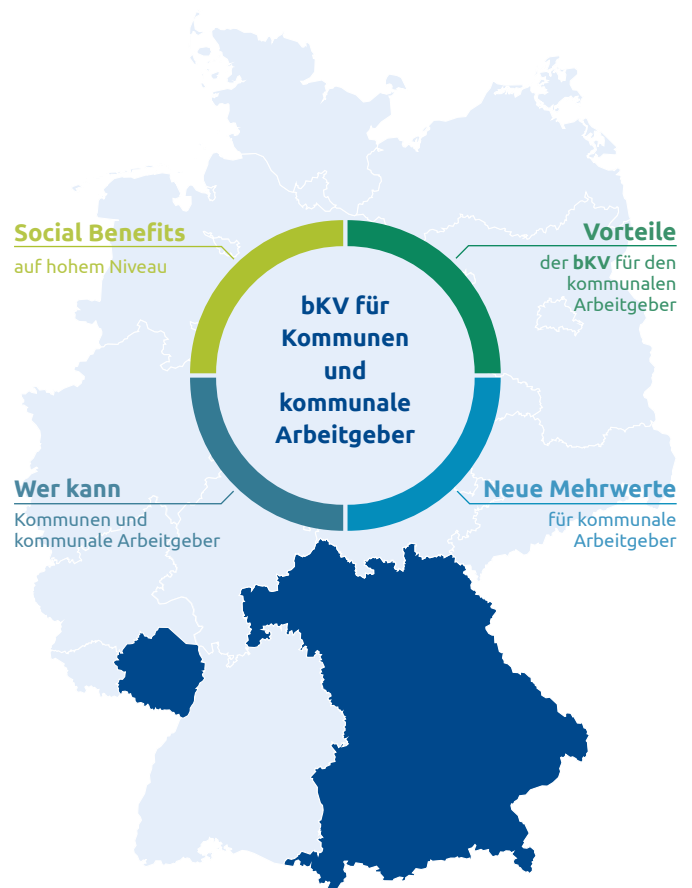 Social Benefits
auf hohem Niveau
Vorteile
der bKV für den
kommunalen
Arbeitgeber
bKV für
Kommunen
und
kommunale
Arbeitgeber
Wer kann
Kommunen und
kommunale Arbeitgeber
Neue Mehrwerte
für kommunale
Arbeitgeber